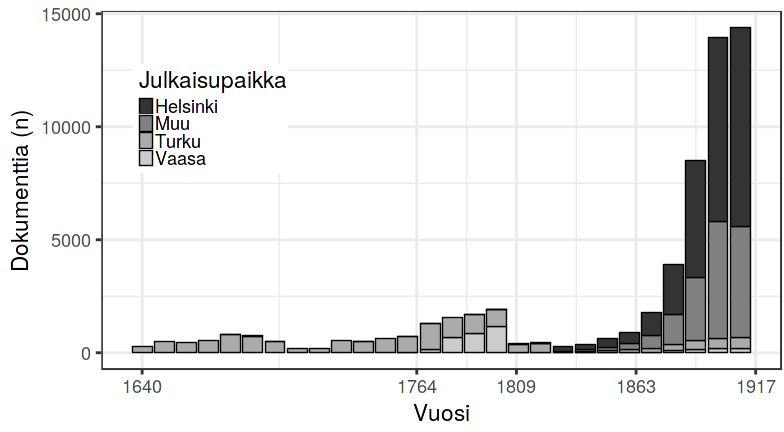 15000
10000
5000
0
Dokumenttia (n)
Julkaisupaikka
Helsinki
Muu
Turku
Vaasa
1640 1764 1809 1863 1917
Vuosi